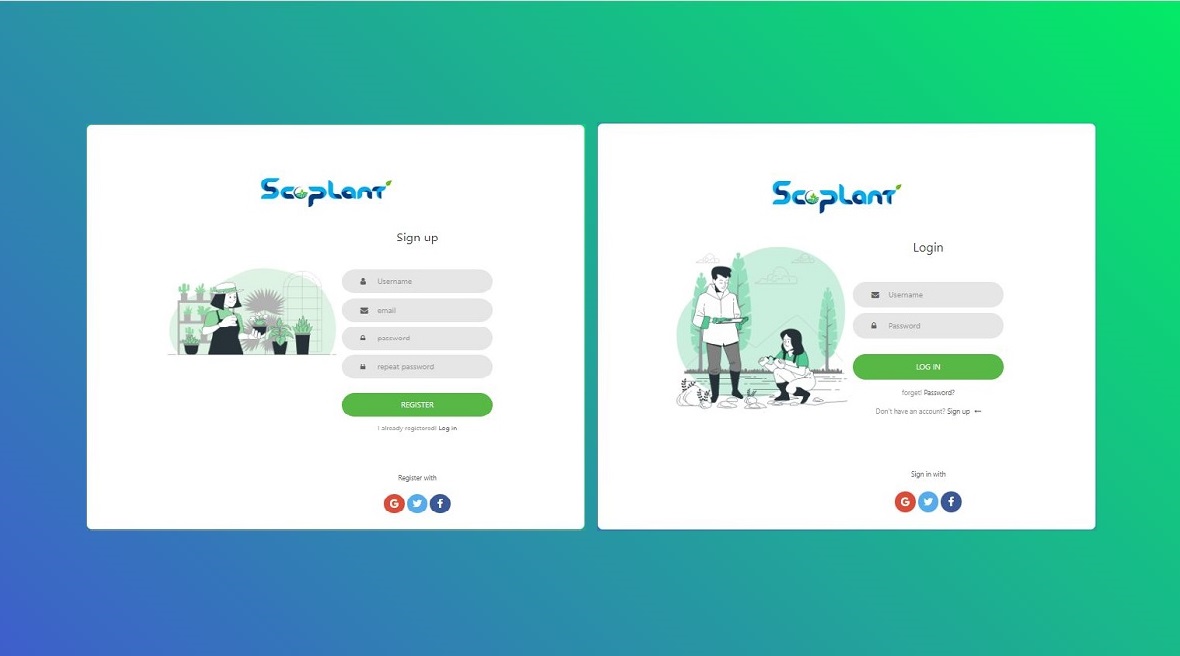 Scoplant
Sign up
Username
email
password
repeat password
REGISTER
I already registered! Log in
Register with
G
f
Scoplant
Login
Username
Password
LOG IN
forget! Password?
Don't have an account? Sign up ←
Sign in with
G
f